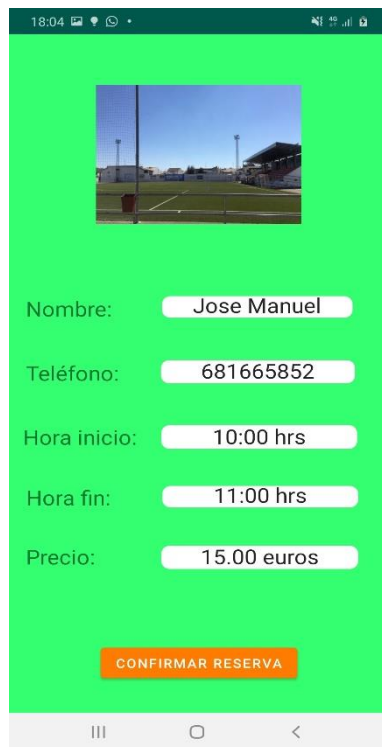 18:04
4G
Nombre: Jose Manuel
Teléfono: 681665852
Hora inicio: 10:00 hrs
Hora fin: 11:00 hrs
Precio: 15.00 euros
CONFIRMAR RESERVA